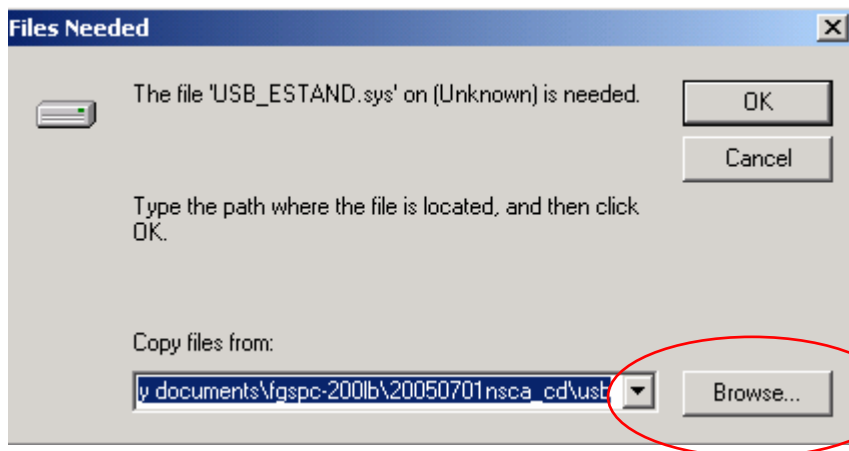 Files Needed
The file 'USB_ESTAND.sys' on (Unknown) is needed.
OK
Cancel
Type the path where the file is located, and then click
OK.
Copy files from:
y documents\fgspc-200lb\20050701nsca_cd\usb
Browse...